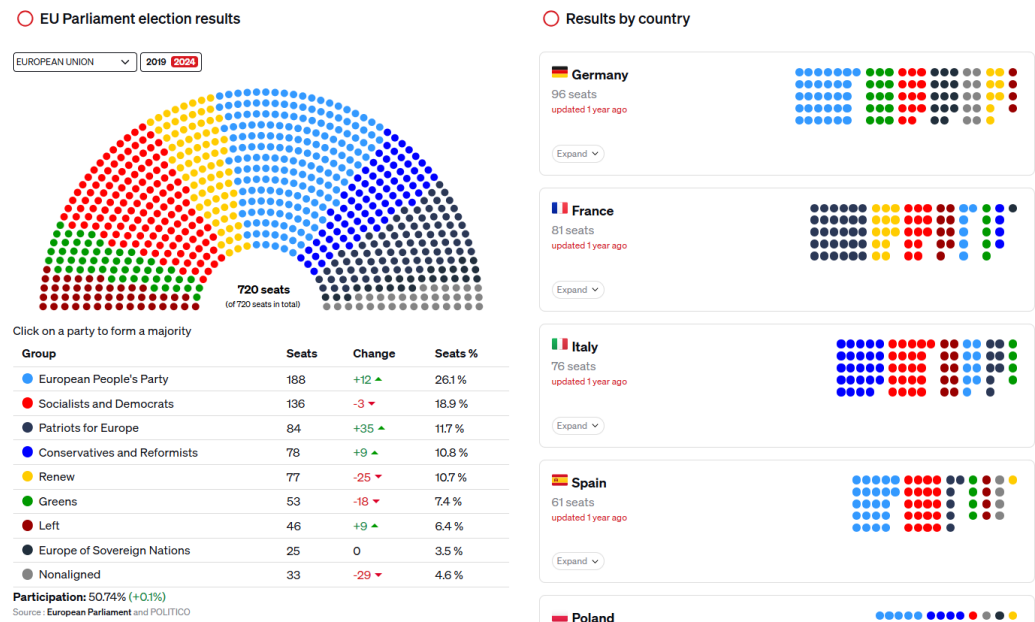 EU Parliament election results
EUROPEAN UNION 2019 2024
720 seats
(of 720 seats in total)
Click on a party to form a majority
Group Seats Change Seats %
European People's Party 188 +12 26.1 %
Socialists and Democrats 136 -3 18.9 %
Patriots for Europe 84 +35 11.7 %
Conservatives and Reformists 78 +9 10.8 %
Renew 77 -25 10.7 %
Greens 53 -18 7.4 %
Left 46 +9 6.4 %
Europe of Sovereign Nations 25 0 3.5 %
Nonaligned 33 -29 4.6 %
Participation: 50.74% (+0.1%)
Source : European Parliament and POLITICO
Results by country
Germany
96 seats
updated 1 year ago
Expand
France
81 seats
updated 1 year ago
Expand
Italy
76 seats
updated 1 year ago
Expand
Spain
61 seats
updated 1 year ago
Expand
Poland